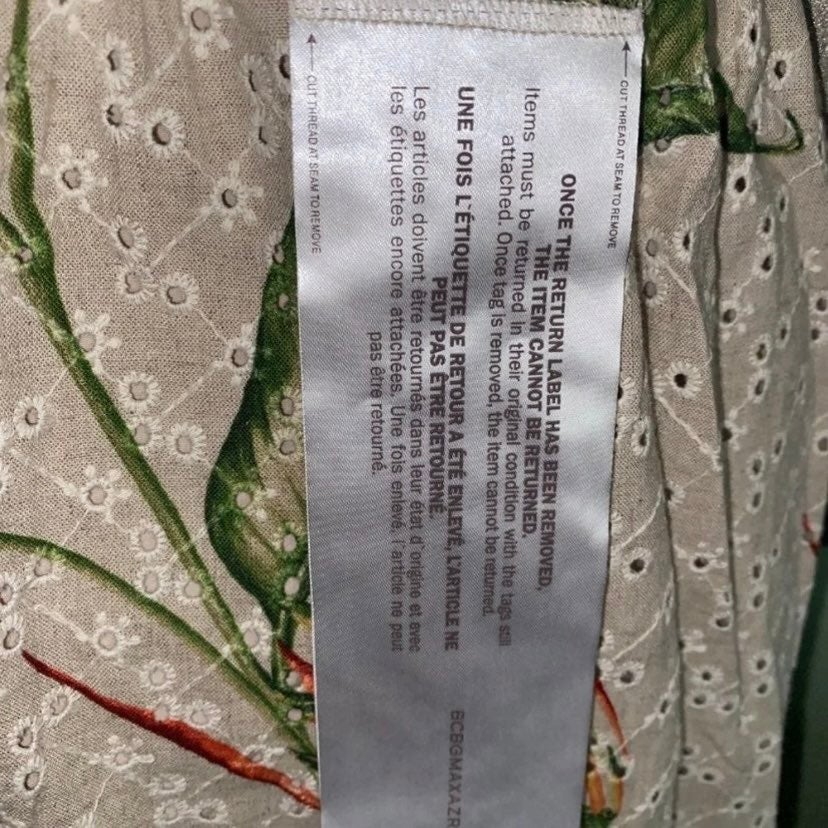 CUT THREAD AT SEAM TO REMOVE
ONCE THE RETURN LABEL HAS BEEN REMOVED,
THE ITEM CANNOT BE RETURNED.
Items must be returned in their original condition with the tags still
attached. Once tag is removed, the item cannot be returned.
UNE FOIS L`ÉTIQUETTE DE RETOUR A ÉTÉ ENLEVÉ, L'ARTICLE NE
PEUT PAS ÊTRE RETOURNÉ.
Les articles doivent être retournés dans leur état d`origine et avec
les étiquettes encore attachées. Une fois enlevé, l`article ne peut
pas être retourné.
CUT THREAD AT SEAM TO REMOVE
BCBGMAXAZR